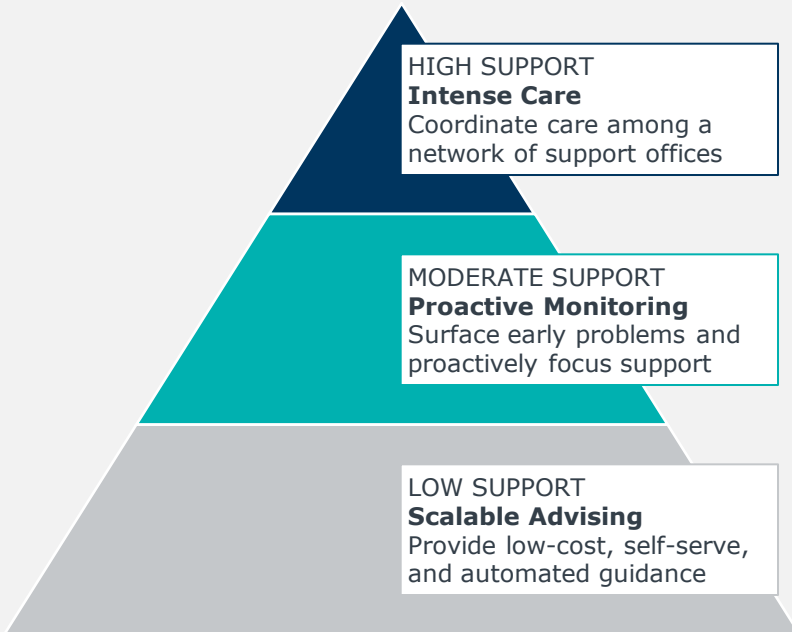 HIGH SUPPORT
Intense Care
Coordinate care among a
network of support offices
MODERATE SUPPORT
Proactive Monitoring
Surface early problems and
proactively focus support
LOW SUPPORT
Scalable Advising
Provide low-cost, self-serve,
and automated guidance